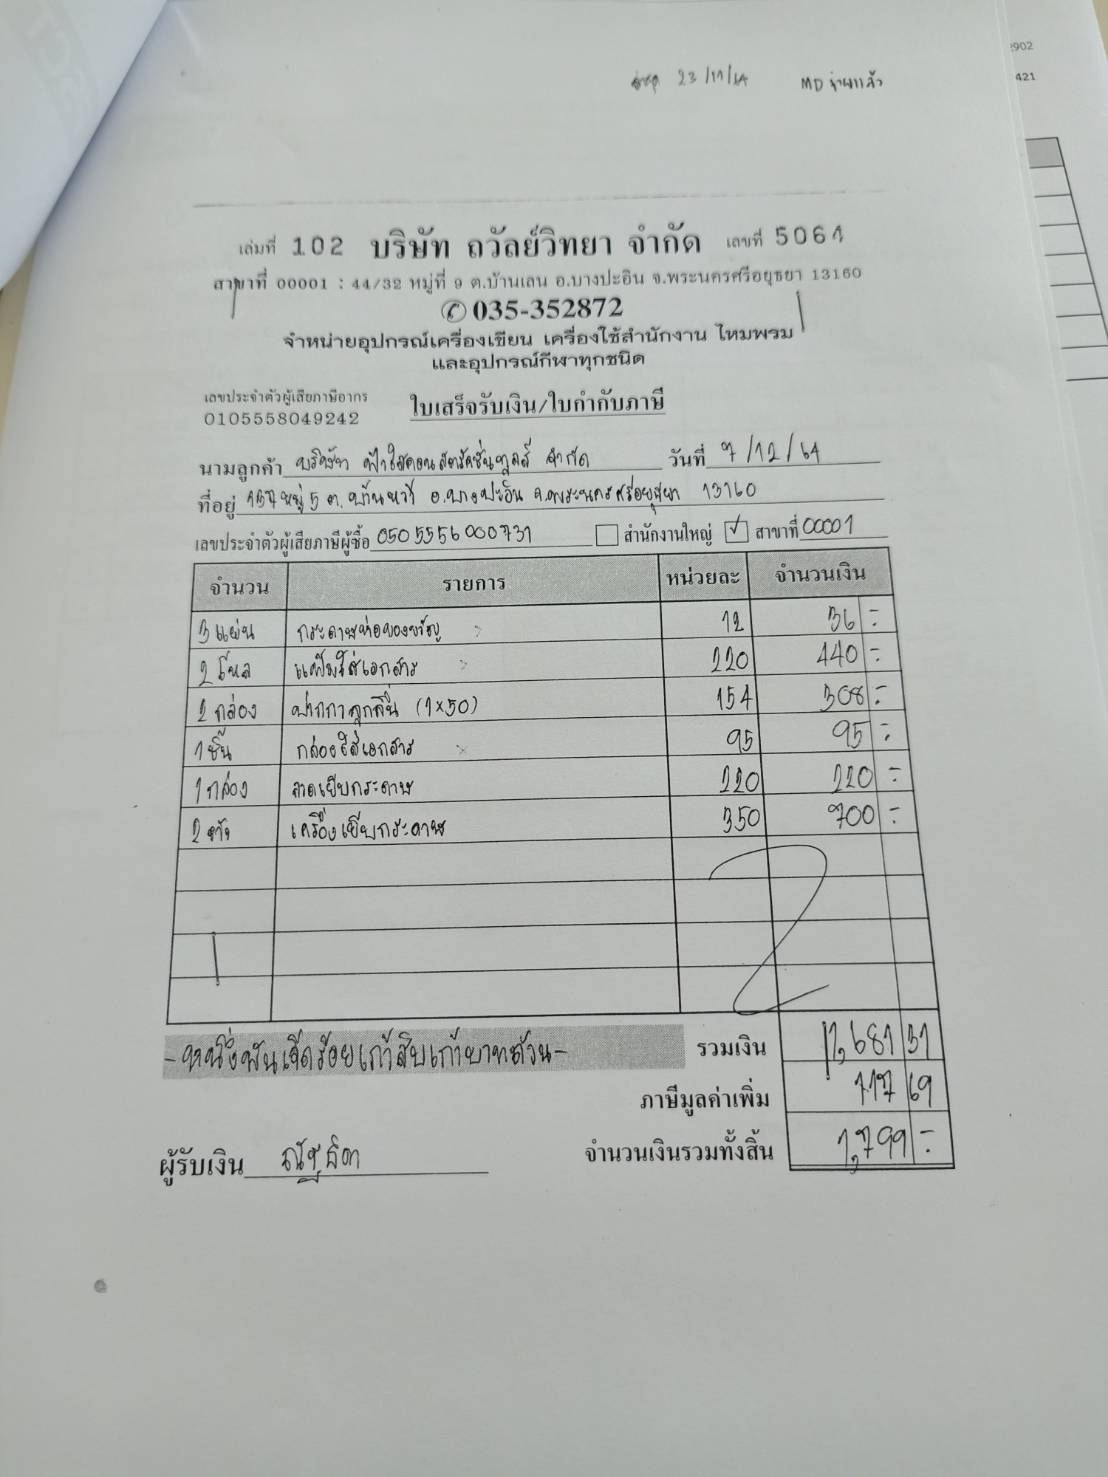 2902
421
23/11/64 MD จ่ายแล้ว
เล่มที่ 102 บริษัท ถวัลย์วิทยา จำกัด เลขที่ 5064
สาขาที่ 00001 : 44/32 หมู่ที่ 9 ต.บ้านเลน อ.บางปะอิน จ.พระนครศรีอยุธยา 13160
✆ 035-352872
จำหน่ายอุปกรณ์เครื่องเขียน เครื่องใช้สำนักงาน ไหมพรม
และอุปกรณ์กีฬาทุกชนิด
เลขประจำตัวผู้เสียภาษีอากร
0105558049242 ใบเสร็จรับเงิน/ใบกำกับภาษี
นามลูกค้า บริษัท ฟ้าใสคอนสตรัคชั่นทูลส์ จำกัด วันที่ 7/12/64
ที่อยู่ 157 หมู่ 5 ต.บ้านหว้า อ.บางปะอิน จ.พระนครศรีอยุธยา 13160
เลขประจำตัวผู้เสียภาษีผู้ซื้อ 0505556000731 สำนักงานใหญ่ ✓ สาขาที่ 00001
จำนวน รายการ หน่วยละ จำนวนเงิน
3 แผ่น กระดาษห่อของขวัญ 12 36 -
2 โหล แฟ้มใส่เอกสาร 220 440 -
2 กล่อง ปากกาลูกลื่น (1×50) 154 308 -
1 ชิ้น กล่องใส่เอกสาร 95 95 -
1 กล่อง ลวดเย็บกระดาษ 220 220 -
2 ตัว เครื่องเย็บกระดาษ 350 700 -
- หนึ่งพันเจ็ดร้อยเก้าสิบเก้าบาทถ้วน - รวมเงิน 1,681 31
ภาษีมูลค่าเพิ่ม 117 69
ผู้รับเงิน จำนวนเงินรวมทั้งสิ้น 1,799 -